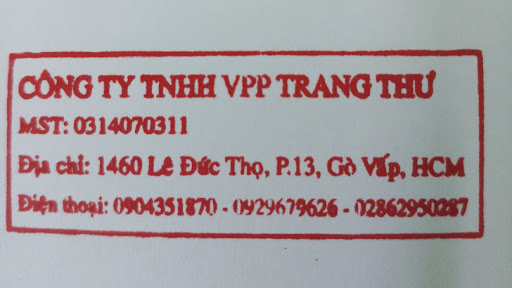 CÔNG TY TNHH VPP TRANG THƯ
MST: 0314070311
Địa chỉ: 1460 Lê Đức Thọ, P.13, Gò Vấp, HCM
Điện thoại: 0904351870 - 0929679626 - 02862950287